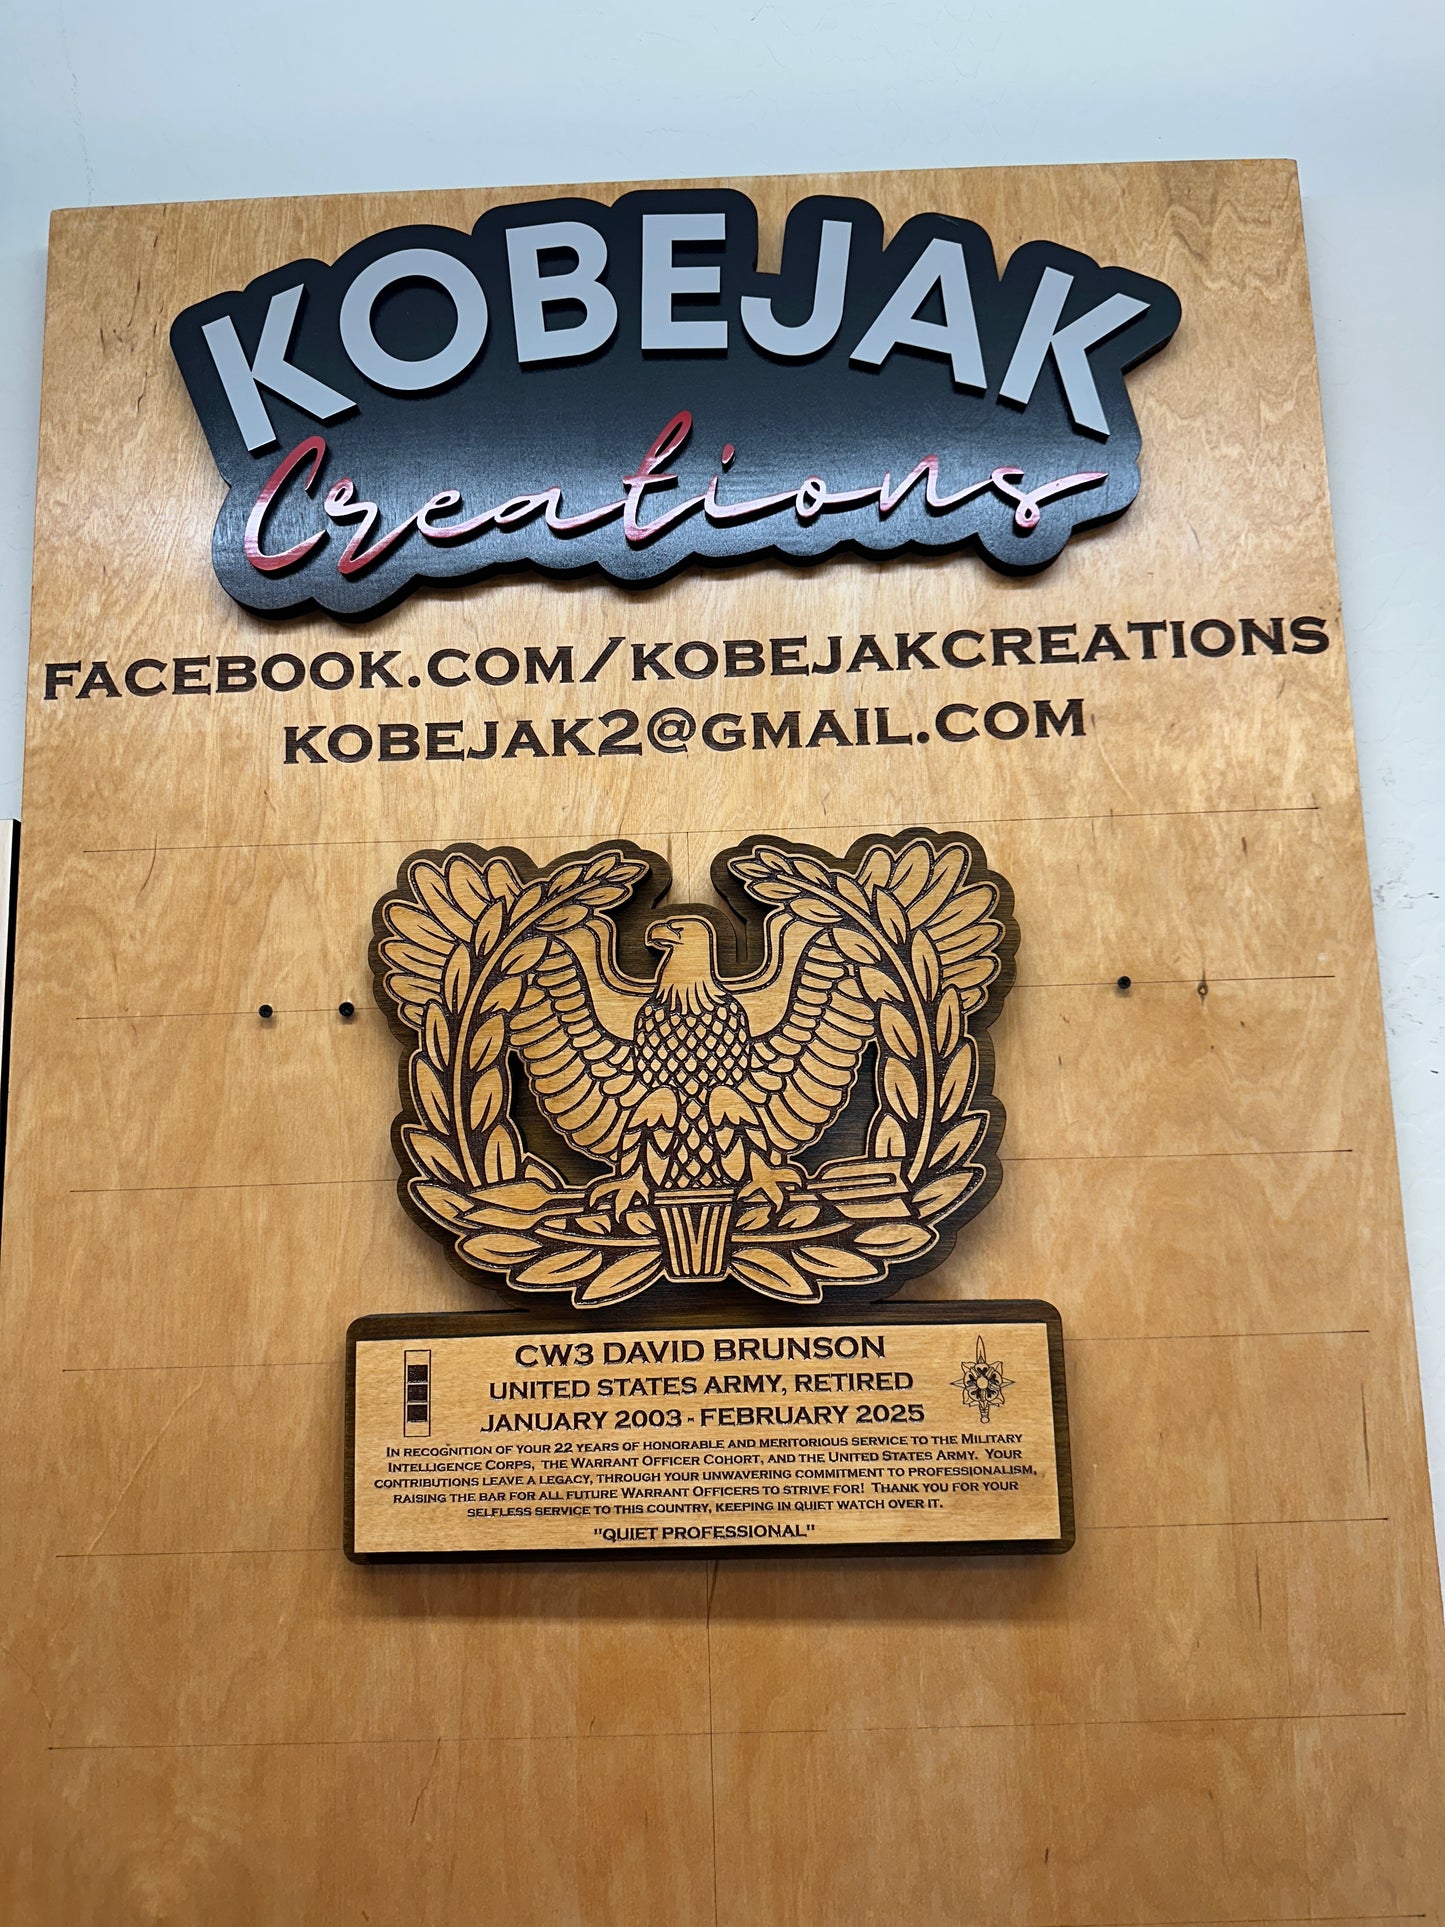 KOBEJAK
Creations
FACEBOOK.COM/KOBEJAKCREATIONS
KOBEJAK2@GMAIL.COM
CW3 DAVID BRUNSON
UNITED STATES ARMY, RETIRED
JANUARY 2003 - FEBRUARY 2025
IN RECOGNITION OF YOUR 22 YEARS OF HONORABLE AND MERITORIOUS SERVICE TO THE MILITARY
INTELLIGENCE CORPS, THE WARRANT OFFICER COHORT, AND THE UNITED STATES ARMY. YOUR
CONTRIBUTIONS LEAVE A LEGACY, THROUGH YOUR UNWAVERING COMMITMENT TO PROFESSIONALISM,
RAISING THE BAR FOR ALL FUTURE WARRANT OFFICERS TO STRIVE FOR! THANK YOU FOR YOUR
SELFLESS SERVICE TO THIS COUNTRY, KEEPING IN QUIET WATCH OVER IT.
"QUIET PROFESSIONAL"